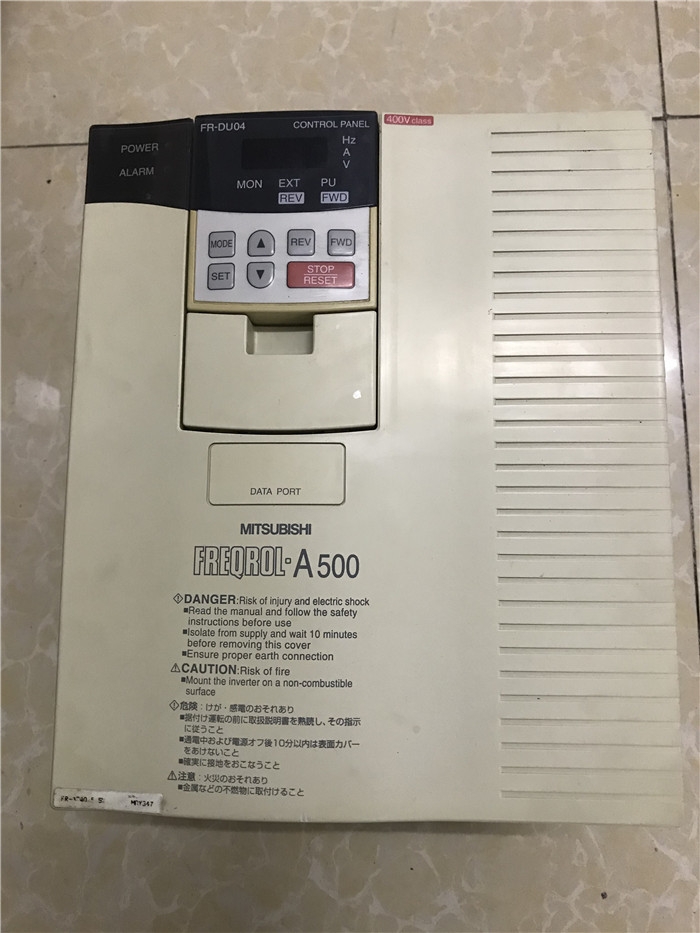 POWER
ALARM
FR-DU04 CONTROL PANEL
Hz
A
V
MON EXT PU
REV FWD
MODE ▲ REV FWD
SET ▼ STOP
RESET
400V class
DATA PORT
MITSUBISHI
FREQROL-A500
DANGER:Risk of injury and electric shock
■Read the manual and follow the safety
instructions before use
■Isolate from supply and wait 10 minutes
before removing this cover
■Ensure proper earth connection
CAUTION:Risk of fire
■Mount the inverter on a non-combustible
surface
危険：けが・感電のおそれあり
■据付け運転の前に取扱説明書を熟読し、その指示
に従うこと
■通電中および電源オフ後10分以内は表面カバー
をあけないこと
■確実に接地をおこなうこと
注意：火災のおそれあり
■金属などの不燃物に取付けること